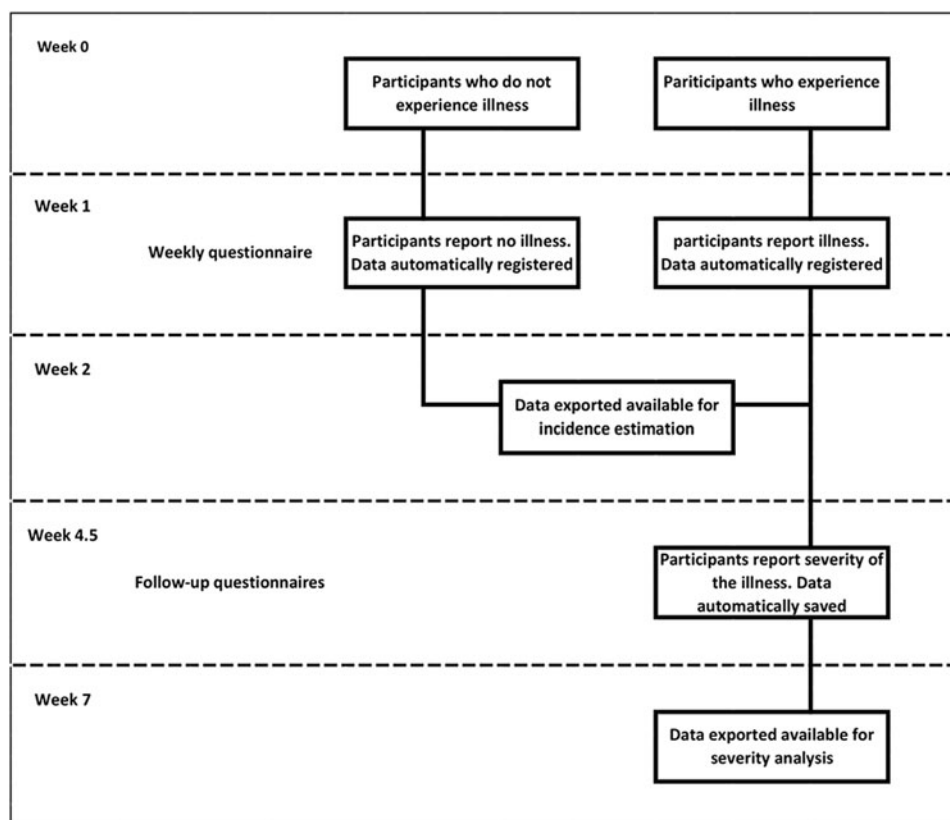 Week 0
Participants who do not
experience illness
Pariticipants who experience
illness
Week 1
Weekly questionnaire
Participants report no illness.
Data automatically registered
participants report illness.
Data automatically registered
Week 2
Data exported available for
incidence estimation
Week 4.5
Follow-up questionnaires
Participants report severity of
the illness. Data
automatically saved
Week 7
Data exported available for
severity analysis